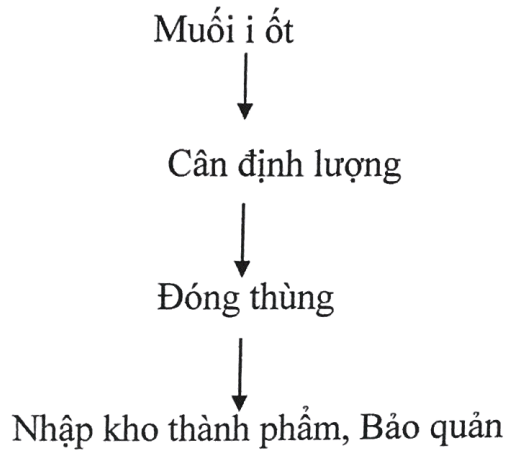 Muối i ốt
Cân định lượng
Đóng thùng
Nhập kho thành phẩm, Bảo quản